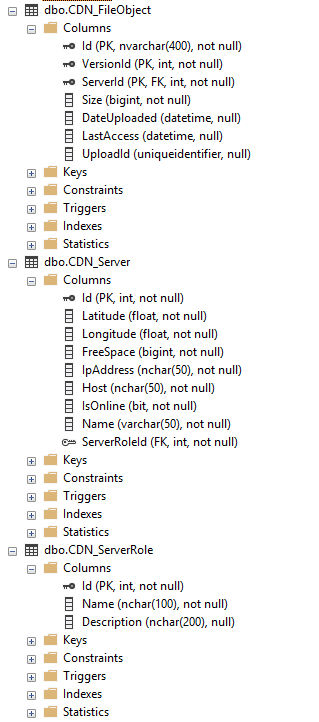 dbo.CDN_FileObject
Columns
Id (PK, nvarchar(400), not null)
VersionId (PK, int, not null)
ServerId (PK, FK, int, not null)
Size (bigint, not null)
DateUploaded (datetime, null)
LastAccess (datetime, null)
UploadId (uniqueidentifier, null)
Keys
Constraints
Triggers
Indexes
Statistics
dbo.CDN_Server
Columns
Id (PK, int, not null)
Latitude (float, not null)
Longitude (float, not null)
FreeSpace (bigint, not null)
IpAddress (nchar(50), not null)
Host (nchar(50), not null)
IsOnline (bit, not null)
Name (varchar(50), not null)
ServerRoleId (FK, int, not null)
Keys
Constraints
Triggers
Indexes
Statistics
dbo.CDN_ServerRole
Columns
Id (PK, int, not null)
Name (nchar(100), not null)
Description (nchar(200), null)
Keys
Constraints
Triggers
Indexes
Statistics